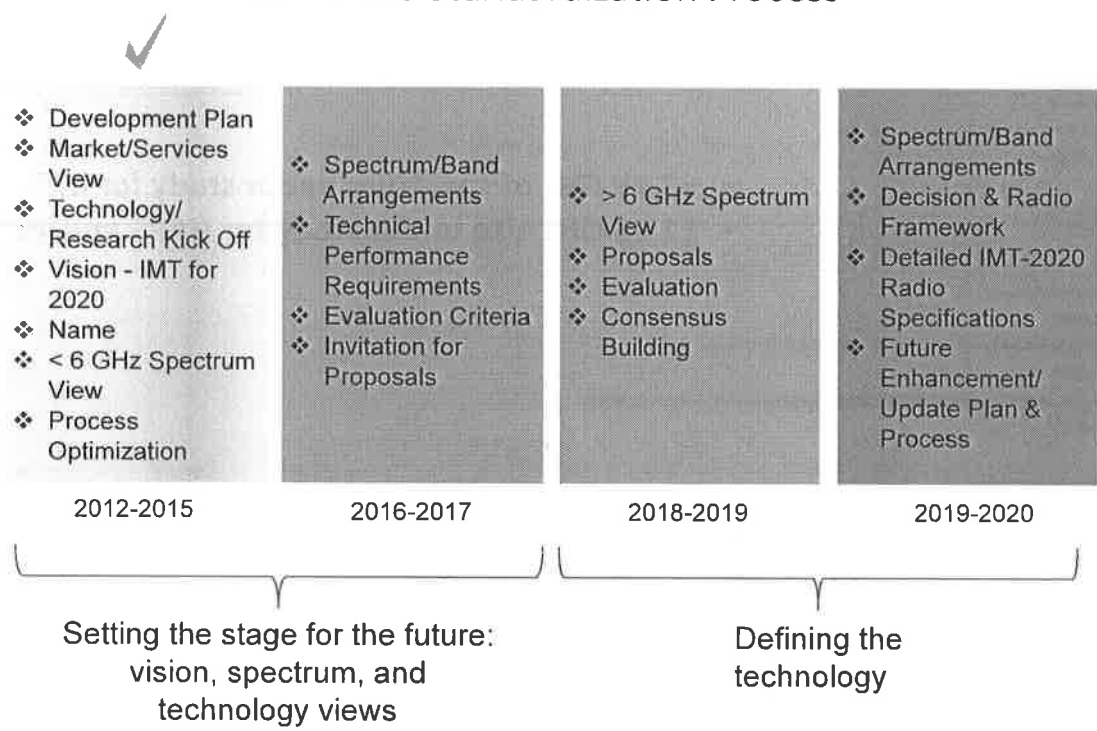 Standardization Process
❖ Development Plan
❖ Market/Services
View
❖ Technology/
Research Kick Off
❖ Vision - IMT for
2020
❖ Name
❖ < 6 GHz Spectrum
View
❖ Process
Optimization
2012-2015
❖ Spectrum/Band
Arrangements
❖ Technical
Performance
Requirements
❖ Evaluation Criteria
❖ Invitation for
Proposals
2016-2017
❖ > 6 GHz Spectrum
View
❖ Proposals
❖ Evaluation
❖ Consensus
Building
2018-2019
❖ Spectrum/Band
Arrangements
❖ Decision & Radio
Framework
❖ Detailed IMT-2020
Radio
Specifications
❖ Future
Enhancement/
Update Plan &
Process
2019-2020
Setting the stage for the future:
vision, spectrum, and
technology views
Defining the
technology